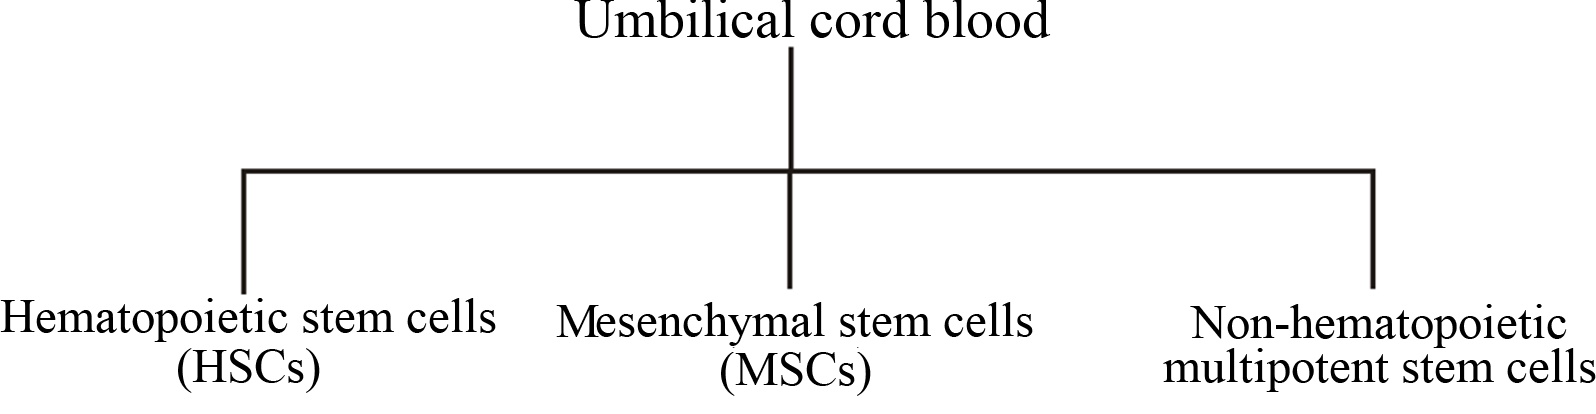 Umbilical cord blood
Hematopoietic stem cells
(HSCs)
Mesenchymal stem cells
(MSCs)
Non-hematopoietic
multipotent stem cells